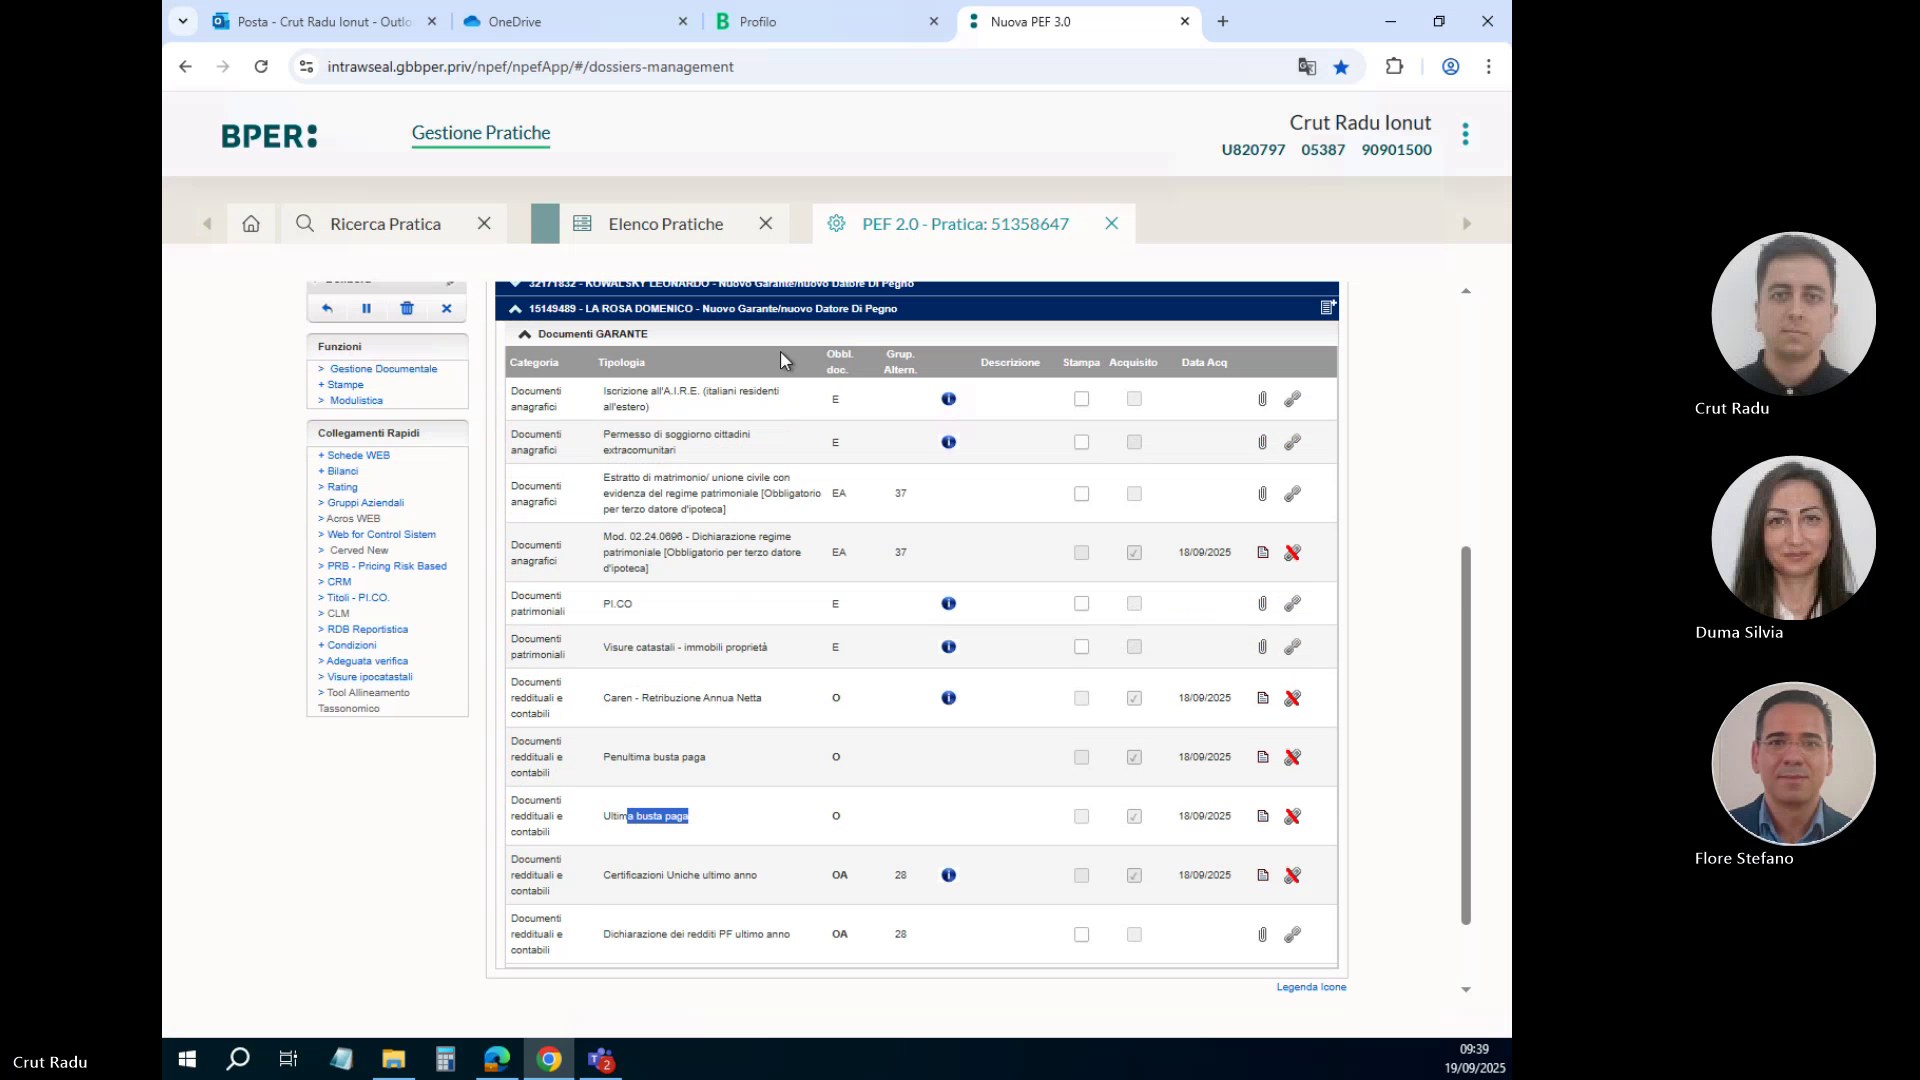 Posta - Crut Radu Ionut - Outlo
OneDrive
Profilo
Nuova PEF 3.0
intrawseal.gbbper.priv/npef/npefApp/#/dossiers-management
BPER:
Gestione Pratiche
Crut Radu Ionut
U820797 05387 90901500
Ricerca Pratica
Elenco Pratiche
PEF 2.0 - Pratica: 51358647
Funzioni
> Gestione Documentale
+ Stampe
> Modulistica
Collegamenti Rapidi
+ Schede WEB
+ Bilanci
> Rating
> Gruppi Aziendali
> Acros WEB
> Web for Control Sistem
> Cerved New
> PRB - Pricing Risk Based
> CRM
> Titoli - PI.CO.
> CLM
> RDB Reportistica
+ Condizioni
> Adeguata verifica
> Visure ipocatastali
> Tool Allineamento
Tassonomico
32171832 - KOWALSKY LEONARDO - Nuovo Garante/nuovo Datore Di Pegno
15149489 - LA ROSA DOMENICO - Nuovo Garante/nuovo Datore Di Pegno
Documenti GARANTE
Categoria Tipologia Obbl. doc. Grup. Altern. Descrizione Stampa Acquisito Data Acq
Documenti anagrafici Iscrizione all'A.I.R.E. (italiani residenti all'estero) E
Documenti anagrafici Permesso di soggiorno cittadini extracomunitari E
Documenti anagrafici Estratto di matrimonio/ unione civile con evidenza del regime patrimoniale [Obbligatorio per terzo datore d'ipoteca] EA 37
Documenti anagrafici Mod. 02.24.0696 - Dichiarazione regime patrimoniale [Obbligatorio per terzo datore d'ipoteca] EA 37 18/09/2025
Documenti patrimoniali PI.CO E
Documenti patrimoniali Visure catastali - immobili proprietà E
Documenti reddituali e contabili Caren - Retribuzione Annua Netta O 18/09/2025
Documenti reddituali e contabili Penultima busta paga O 18/09/2025
Documenti reddituali e contabili Ultima busta paga O 18/09/2025
Documenti reddituali e contabili Certificazioni Uniche ultimo anno OA 28 18/09/2025
Documenti reddituali e contabili Dichiarazione dei redditi PF ultimo anno OA 28
Legenda Icone
2
09:39
19/09/2025
Crut Radu
Duma Silvia
Flore Stefano
Crut Radu